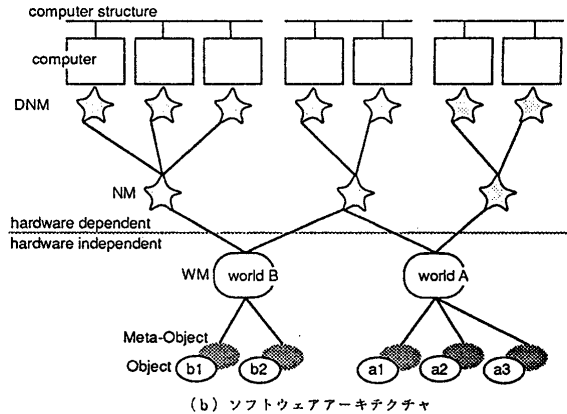 computer structure
computer
DNM
NM
hardware dependent
hardware independent
WM world B world A
Meta-Object
Object b1 b2 a1 a2 a3
(b) ソフトウェアアーキテクチャ